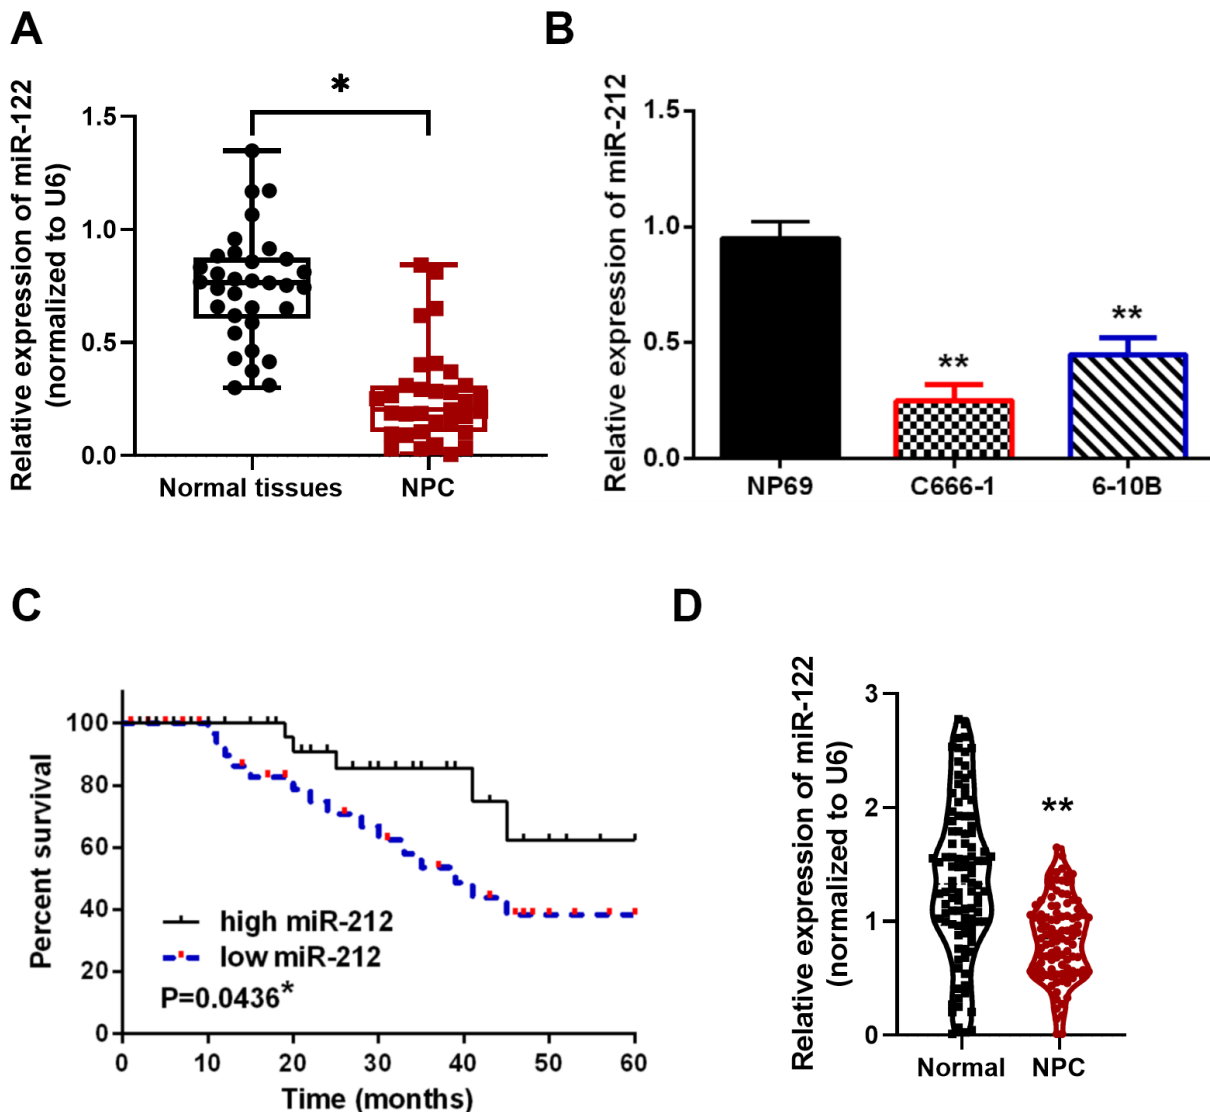 A
Relative expression of miR-122
(normalized to U6)
*
1.5
1.0
0.5
0.0
Normal tissues
NPC
B
Relative expression of miR-212
1.5
1.0
0.5
0.0
**
**
NP69
C666-1
6-10B
C
Percent survival
100
80
60
40
20
0
high miR-212
low miR-212
P=0.0436*
0 10 20 30 40 50 60
Time (months)
D
Relative expression of miR-122
(normalized to U6)
3
2
1
0
**
Normal
NPC